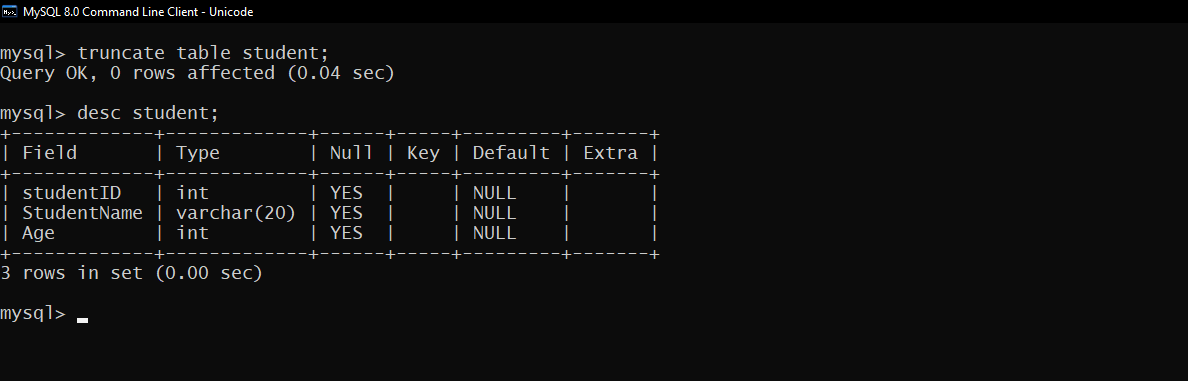 MySQL 8.0 Command Line Client - Unicode
mysql> truncate table student;
Query OK, 0 rows affected (0.04 sec)
mysql> desc student;
+-------------+-------------+------+-----+---------+-------+
| Field       | Type        | Null | Key | Default | Extra |
+-------------+-------------+------+-----+---------+-------+
| studentID   | int         | YES  |     | NULL    |       |
| StudentName | varchar(20) | YES  |     | NULL    |       |
| Age         | int         | YES  |     | NULL    |       |
+-------------+-------------+------+-----+---------+-------+
3 rows in set (0.00 sec)
mysql>